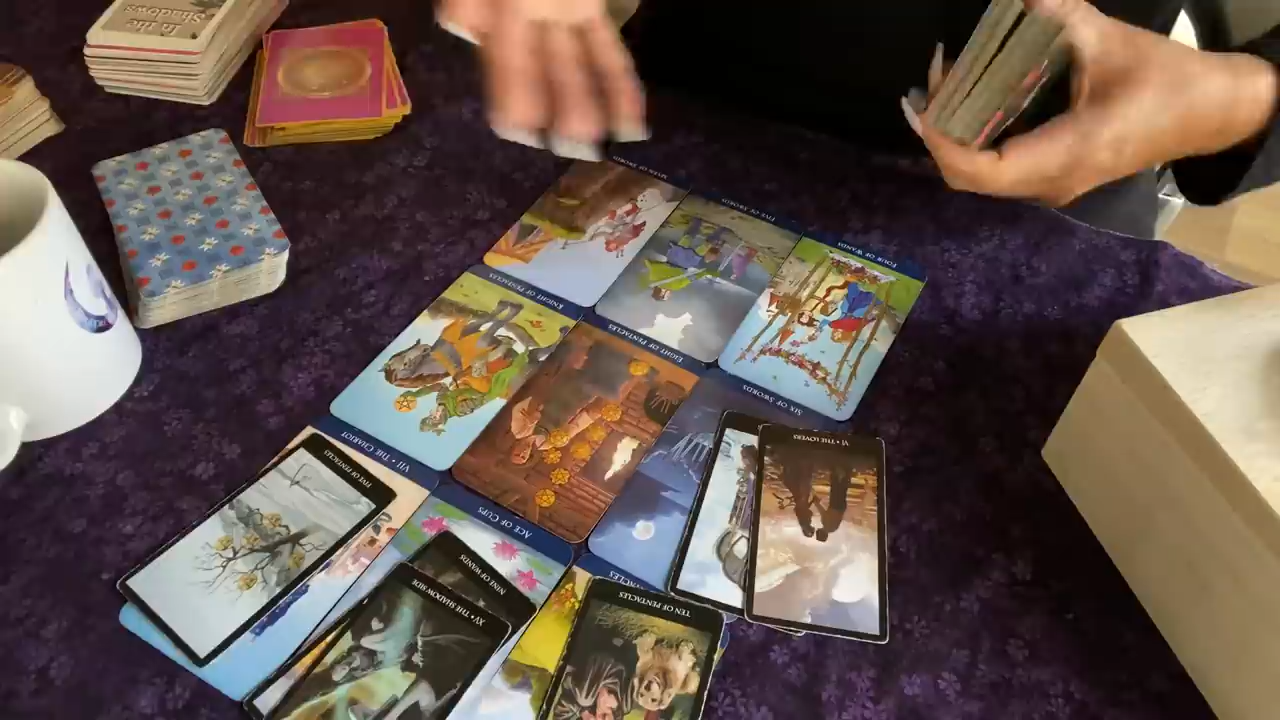 In the
Shadows
SEVEN OF SWORDS
FIVE OF SWORDS
FOUR OF WANDS
KNIGHT OF PENTACLES
EIGHT OF PENTACLES
SIX OF SWORDS
VII • THE CHARIOT
ACE OF CUPS
VI • THE LOVERS
FIVE OF PENTACLES
NINE OF WANDS
XV • THE SHADOW SIDE
TEN OF PENTACLES